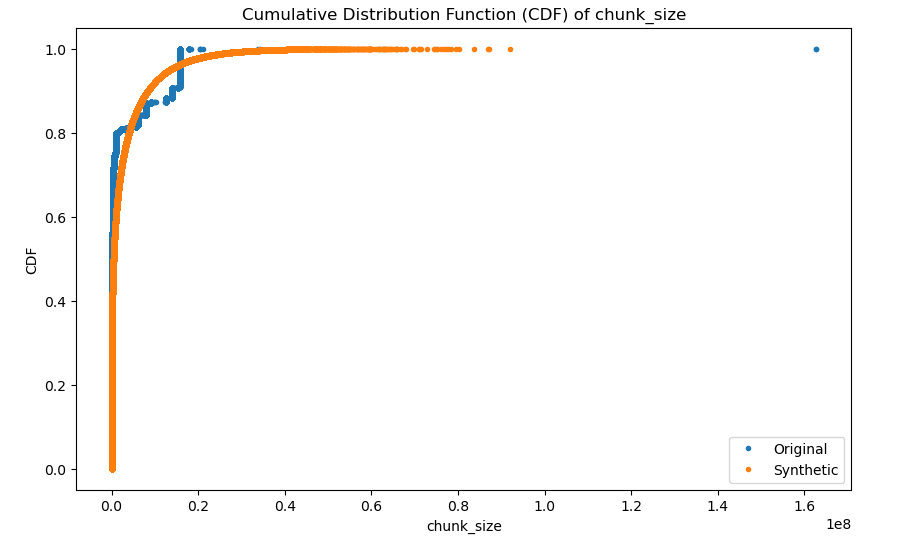 Cumulative Distribution Function (CDF) of chunk_size
1.0
0.8
0.6
0.4
0.2
0.0
CDF
Original
Synthetic
0.0 0.2 0.4 0.6 0.8 1.0 1.2 1.4 1.6
1e8
chunk_size